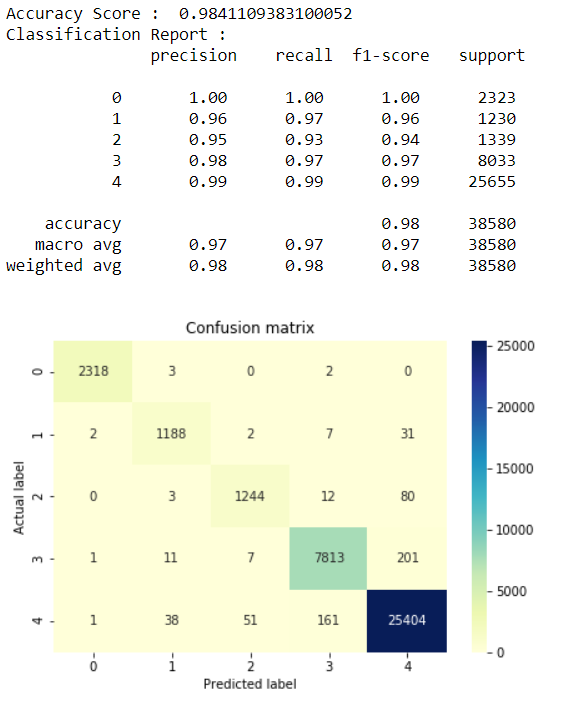 Accuracy Score :  0.9841109383100052
Classification Report :
precision    recall  f1-score   support
0       1.00      1.00      1.00      2323
1       0.96      0.97      0.96      1230
2       0.95      0.93      0.94      1339
3       0.98      0.97      0.97      8033
4       0.99      0.99      0.99     25655
accuracy                           0.98     38580
macro avg       0.97      0.97      0.97     38580
weighted avg       0.98      0.98      0.98     38580
Confusion matrix
25000
0 2318 3 0 2 0
20000
1 2 1188 2 7 31
15000
Actual label
2 0 3 1244 12 80
10000
3 1 11 7 7813 201
5000
4 1 38 51 161 25404
0
0 1 2 3 4
Predicted label